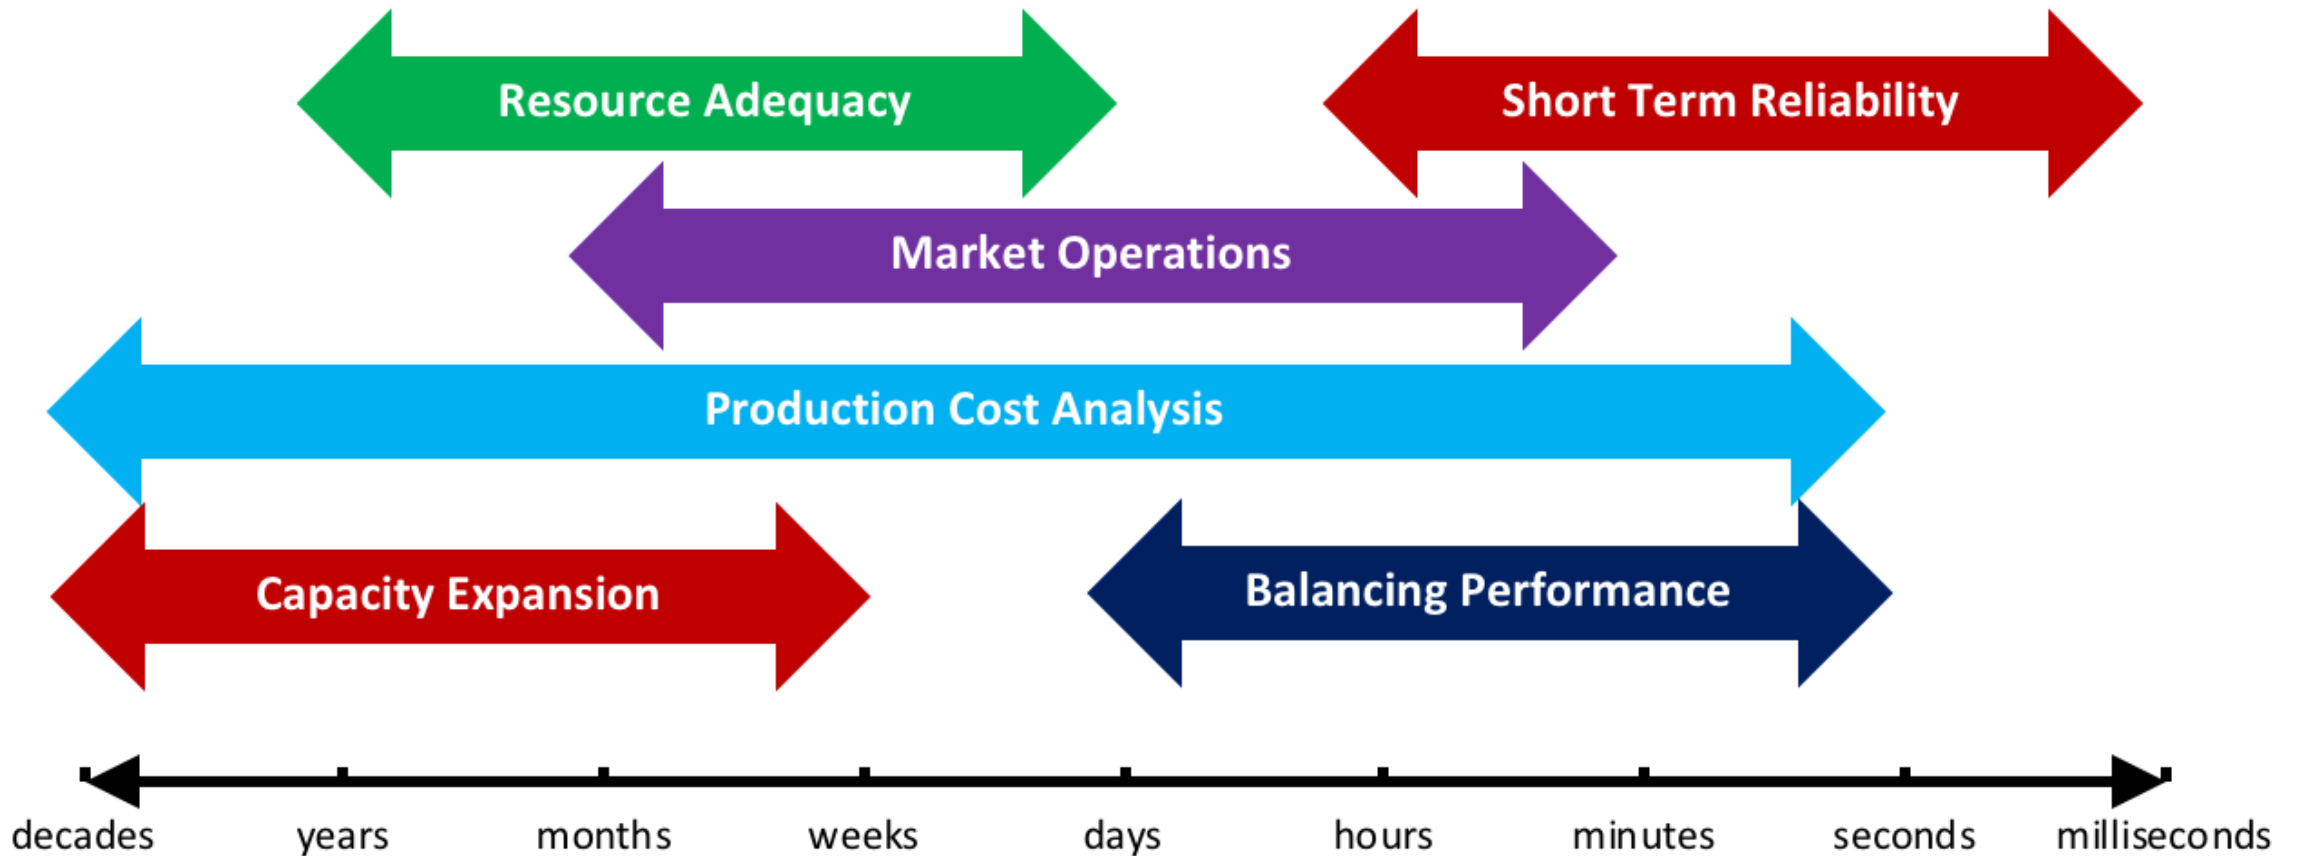 Resource Adequacy
Short Term Reliability
Market Operations
Production Cost Analysis
Capacity Expansion
Balancing Performance
decades years months weeks days hours minutes seconds milliseconds